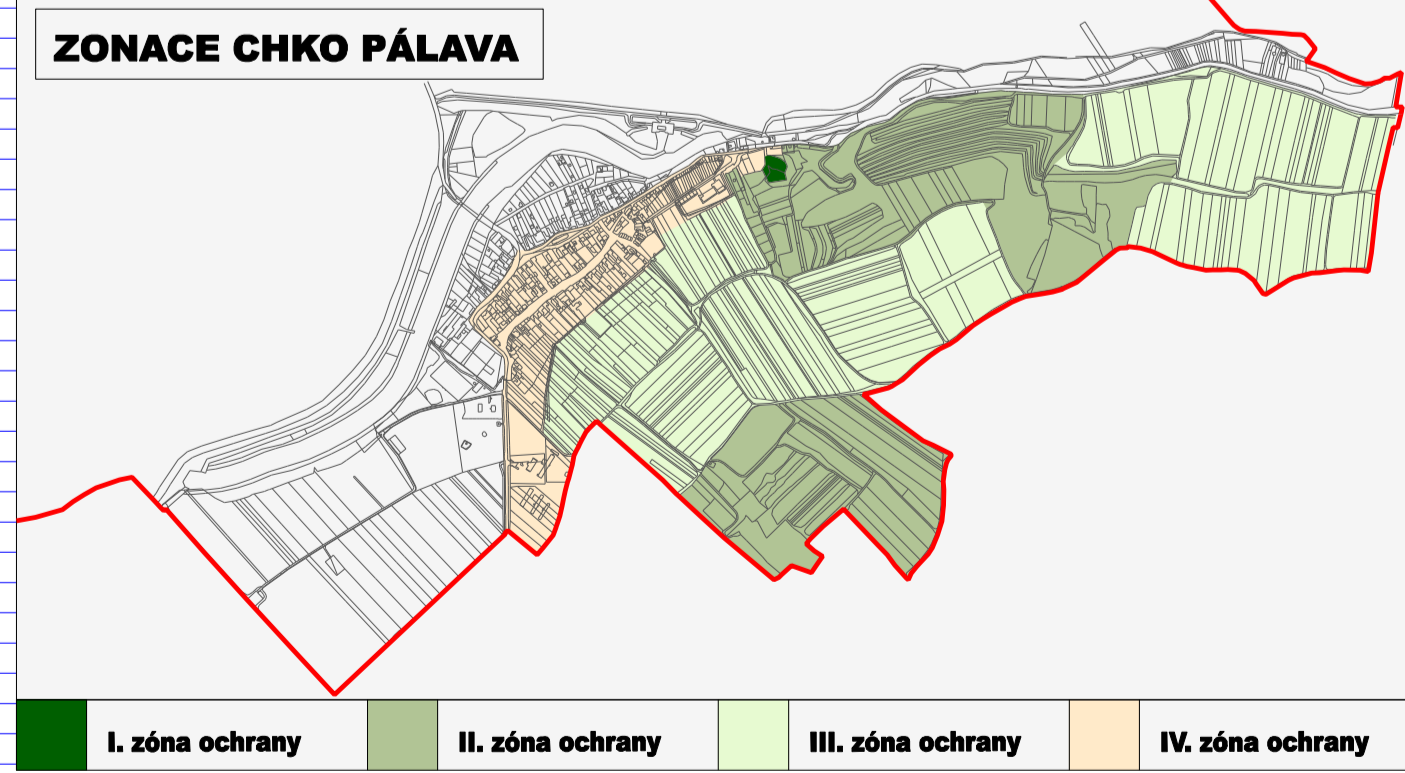 ZONACE CHKO PÁLAVA
I. zóna ochrany
II. zóna ochrany
III. zóna ochrany
IV. zóna ochrany